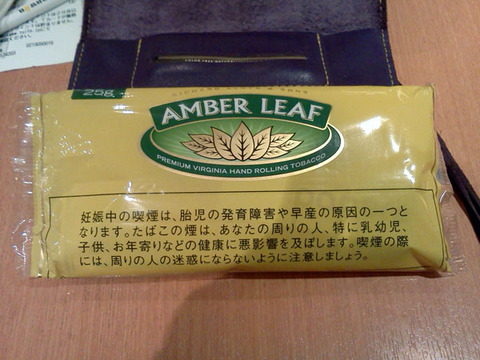 25g
AMBER LEAF
PREMIUM VIRGINIA HAND ROLLING TOBACCO
妊娠中の喫煙は、胎児の発育障害や早産の原因の一つと
なります。たばこの煙は、あなたの周りの人、特に乳幼児、
子供、お年寄りなどの健康に悪影響を及ぼします。喫煙の際
には、周りの人の迷惑にならないように注意しましょう。